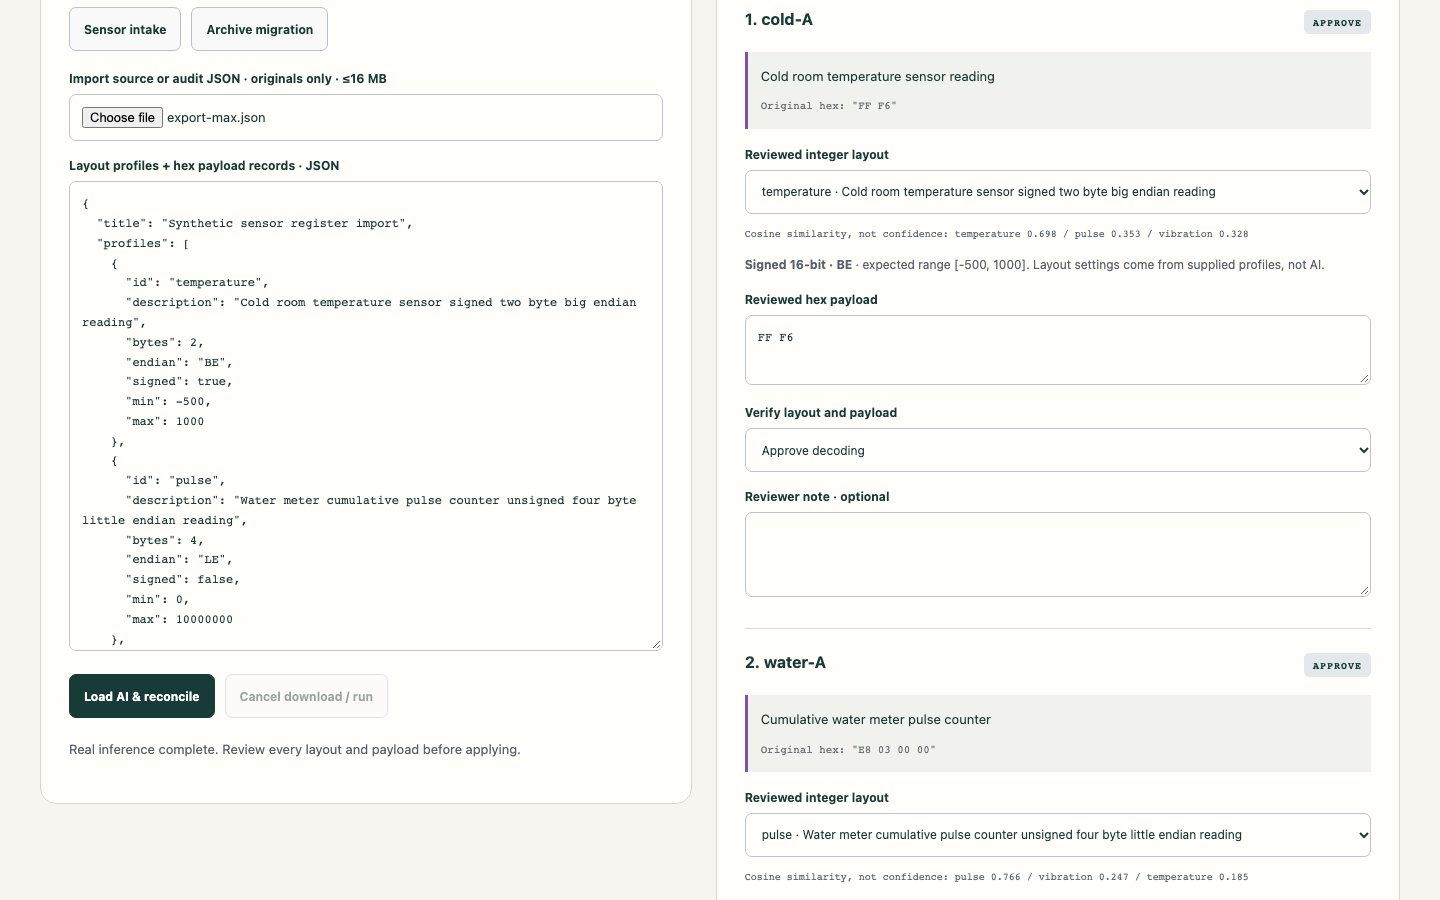 Sensor intake
Archive migration
Import source or audit JSON · originals only · ≤16 MB
Choose file export-max.json
Layout profiles + hex payload records · JSON
{
  "title": "Synthetic sensor register import",
  "profiles": [
    {
      "id": "temperature",
      "description": "Cold room temperature sensor signed two byte big endian
reading",
      "bytes": 2,
      "endian": "BE",
      "signed": true,
      "min": -500,
      "max": 1000
    },
    {
      "id": "pulse",
      "description": "Water meter cumulative pulse counter unsigned four byte
little endian reading",
      "bytes": 4,
      "endian": "LE",
      "signed": false,
      "min": 0,
      "max": 10000000
    },
Load AI & reconcile
Cancel download / run
Real inference complete. Review every layout and payload before applying.
1. cold-A
APPROVE
Cold room temperature sensor reading
Original hex: "FF F6"
Reviewed integer layout
temperature · Cold room temperature sensor signed two byte big endian reading
Cosine similarity, not confidence: temperature 0.698 / pulse 0.353 / vibration 0.328
Signed 16-bit · BE · expected range [-500, 1000]. Layout settings come from supplied profiles, not AI.
Reviewed hex payload
FF F6
Verify layout and payload
Approve decoding
Reviewer note · optional
2. water-A
APPROVE
Cumulative water meter pulse counter
Original hex: "E8 03 00 00"
Reviewed integer layout
pulse · Water meter cumulative pulse counter unsigned four byte little endian reading
Cosine similarity, not confidence: pulse 0.766 / vibration 0.247 / temperature 0.185